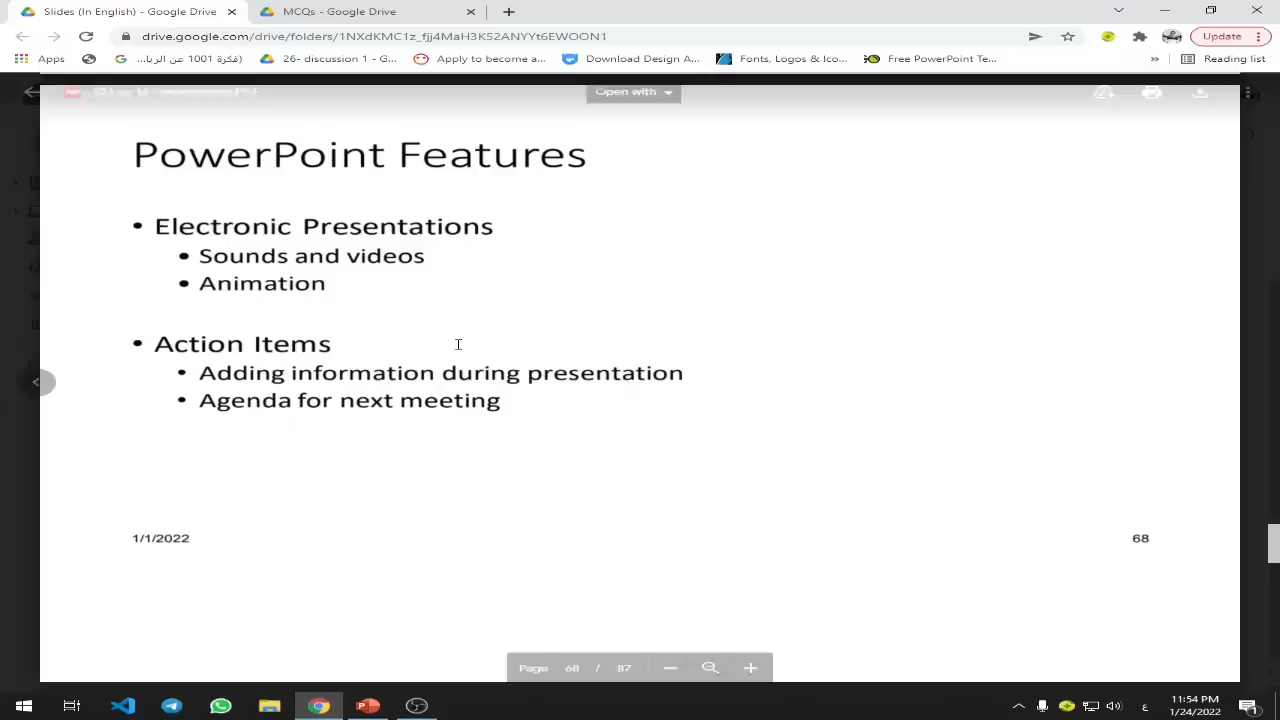 Slides (In English) - Google Driv
MCQs - Google Drive
drive.google.com/drive/folders/1NXdKMC1z_fjj4MaH3K52ANYYt6EWOON1
Update
Apps
فكرة) 1001 عن الربا...
26- discussion 1 - G...
Apply to become a...
Download Design A...
Fonts, Logos & Ico...
Free PowerPoint Te...
»
Reading list
Open with
PowerPoint Features
• Electronic Presentations
• Sounds and videos
• Animation
• Action Items
• Adding information during presentation
• Agenda for next meeting
1/1/2022
68
Page 68 / 87
11:54 PM
ع
1/24/2022
1